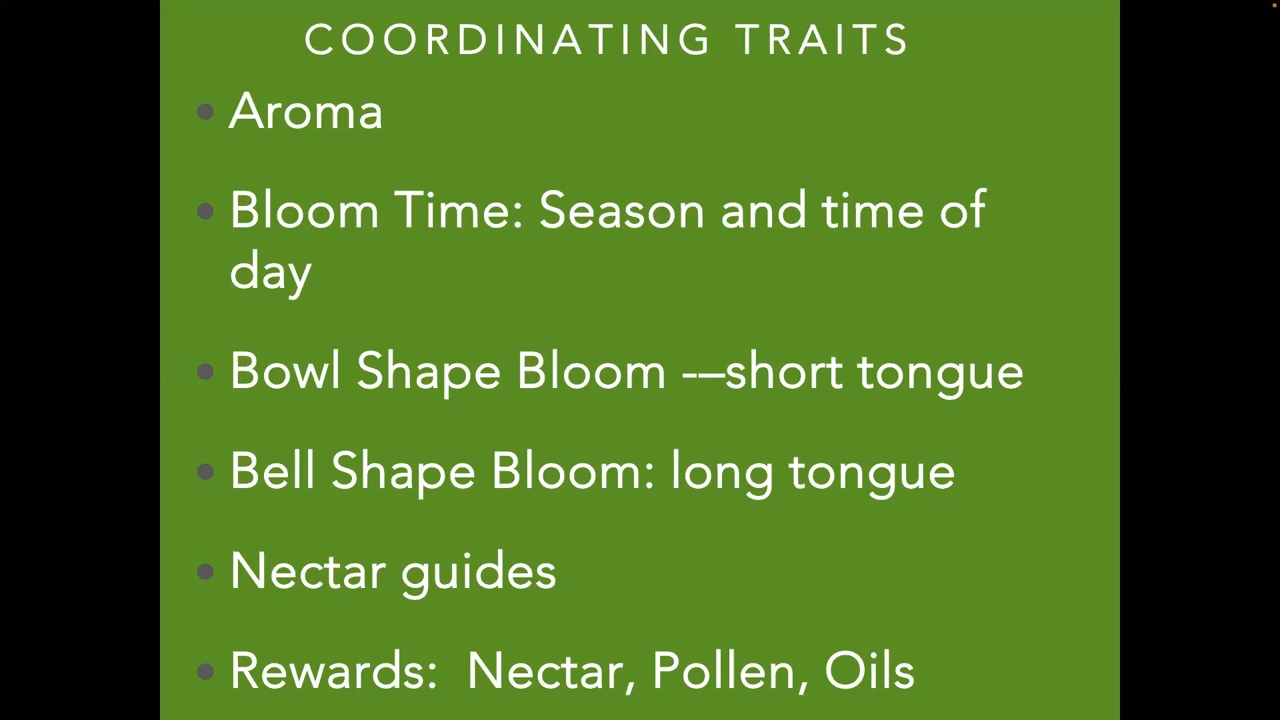 COORDINATING TRAITS
• Aroma
• Bloom Time: Season and time of
day
• Bowl Shape Bloom -–short tongue
• Bell Shape Bloom: long tongue
• Nectar guides
• Rewards:  Nectar, Pollen, Oils